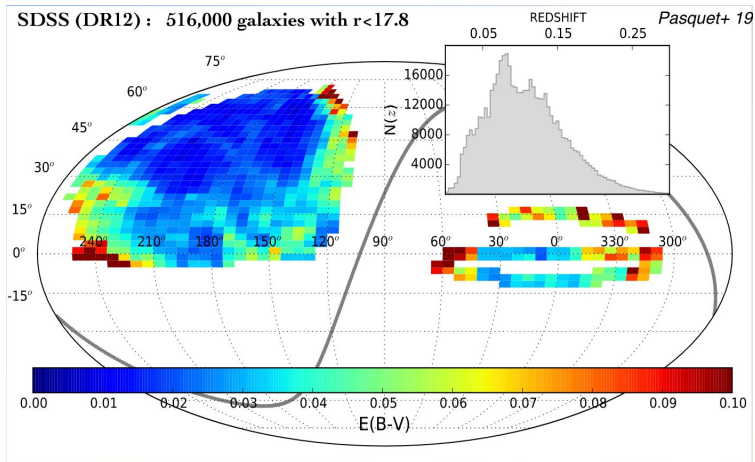 SDSS (DR12) : 516,000 galaxies with r<17.8
Pasquet+ 19
REDSHIFT
0.05 0.15 0.25
N(z)
16000
12000
8000
4000
75°
60°
45°
30°
15°
0°
-15°
240° 210° 180° 150° 120° 90° 60° 30° 0° 330° 300°
0.00 0.01 0.02 0.03 0.04 0.05 0.06 0.07 0.08 0.09 0.10
E(B-V)